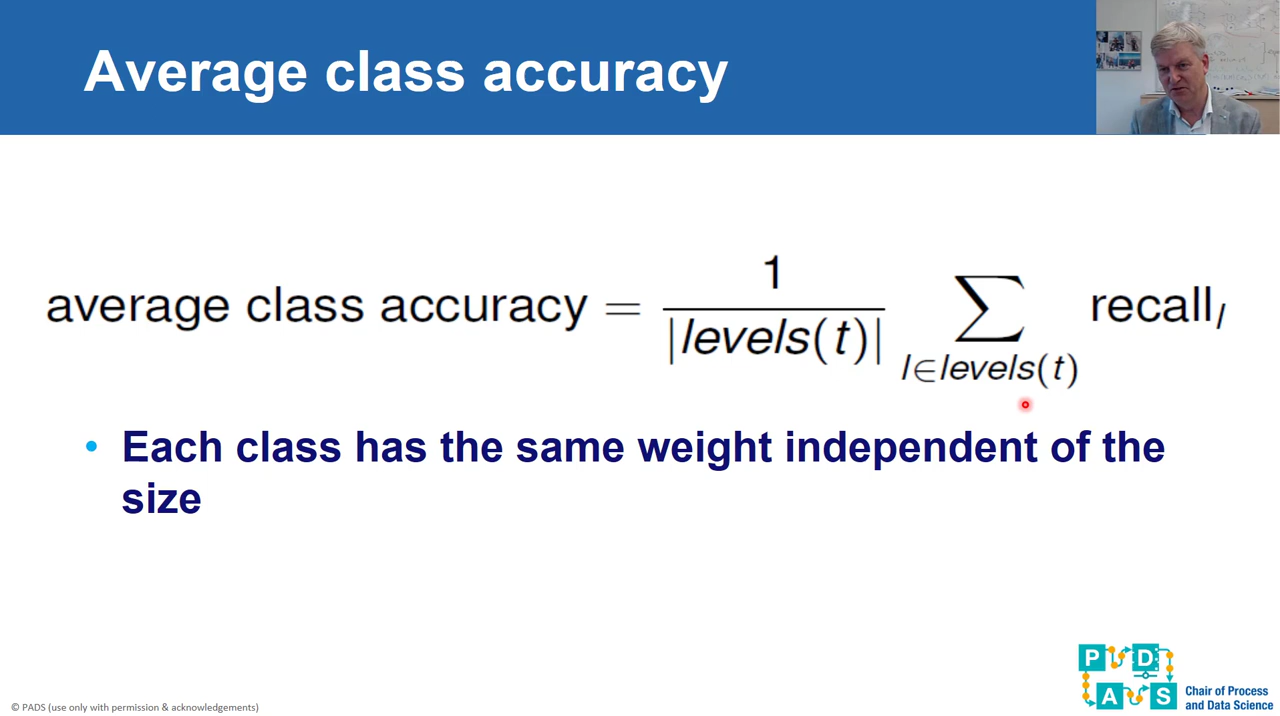 Average class accuracy
average class accuracy = 1 / |levels(t)| ∑ l∈levels(t) recall_l
• Each class has the same weight independent of the
size
P D
A S
Chair of Process
and Data Science
© PADS (use only with permission & acknowledgements)